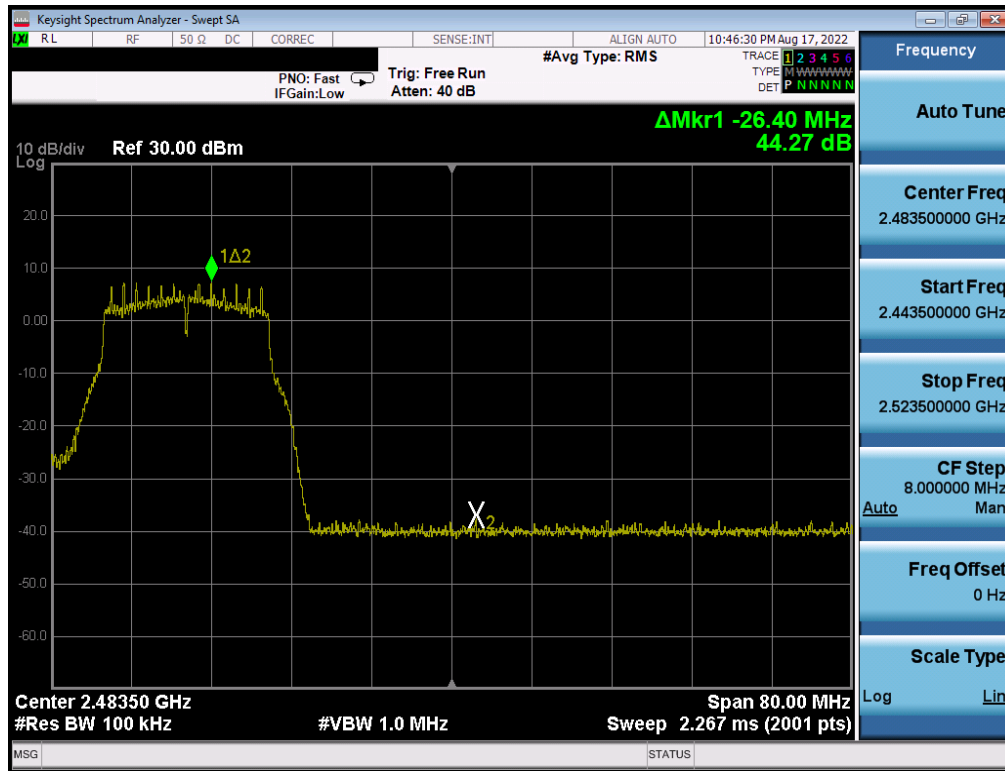 Keysight Spectrum Analyzer - Swept SA
LXI RL RF 50 Ω DC CORREC SENSE:INT ALIGN AUTO 10:46:30 PM Aug 17, 2022
#Avg Type: RMS
TRACE 1 2 3 4 5 6
PNO: Fast Trig: Free Run
TYPE M W W W W W
IFGain:Low Atten: 40 dB
DET P N N N N N
ΔMkr1 -26.40 MHz
44.27 dB
10 dB/div Ref 30.00 dBm
Log
20.0
1Δ2
10.0
0.00
-10.0
-20.0
-30.0
X2
-40.0
-50.0
-60.0
Center 2.48350 GHz Span 80.00 MHz
#Res BW 100 kHz #VBW 1.0 MHz Sweep 2.267 ms (2001 pts)
MSG STATUS
Frequency
Auto Tune
Center Freq
2.483500000 GHz
Start Freq
2.443500000 GHz
Stop Freq
2.523500000 GHz
CF Step
8.000000 MHz
Auto Man
Freq Offset
0 Hz
Scale Type
Log Lin